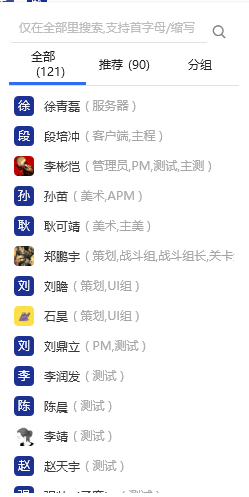 仅在全部里搜索,支持首字母/缩写
全部 推荐 (90) 分组
(121)
徐 徐青磊 ( 服务器 )
段 段培冲 ( 客户端,主程 )
李彬恺 ( 管理员,PM,测试,主测 )
孙 孙苗 ( 美术,APM )
耿 耿可靖 ( 美术,主美 )
郑鹏宇 ( 策划,战斗组,战斗组长,关卡
刘 刘瞻 ( 策划,UI组 )
石昊 ( 策划,UI组 )
刘 刘鼎立 ( PM,测试 )
李 李润发 ( 测试 )
陈 陈晨 ( 测试 )
李靖 ( 测试 )
赵 赵天宇 ( 测试 )